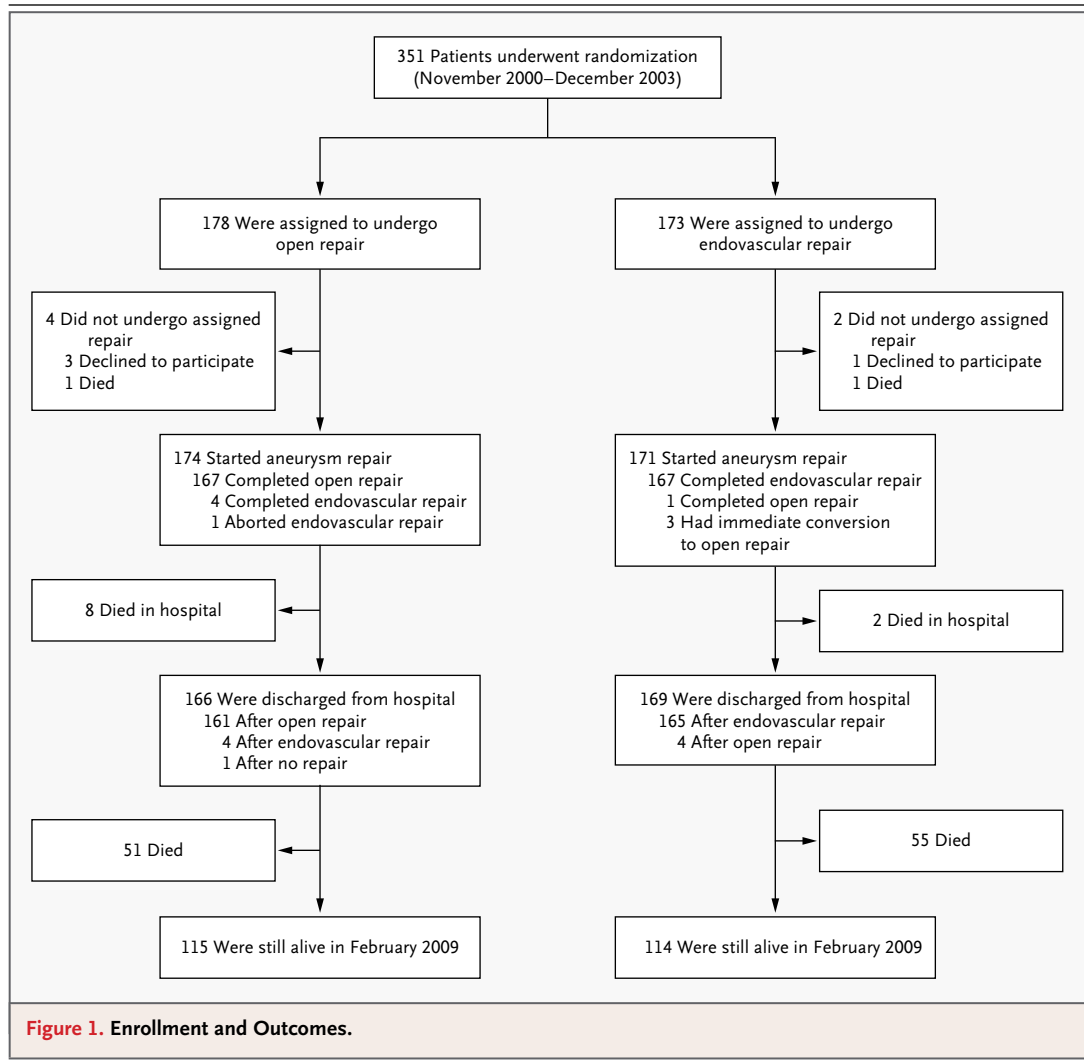 351 Patients underwent randomization
(November 2000–December 2003)
178 Were assigned to undergo
open repair
173 Were assigned to undergo
endovascular repair
4 Did not undergo assigned
repair
3 Declined to participate
1 Died
2 Did not undergo assigned
repair
1 Declined to participate
1 Died
174 Started aneurysm repair
167 Completed open repair
4 Completed endovascular repair
1 Aborted endovascular repair
171 Started aneurysm repair
167 Completed endovascular repair
1 Completed open repair
3 Had immediate conversion
to open repair
8 Died in hospital
2 Died in hospital
166 Were discharged from hospital
161 After open repair
4 After endovascular repair
1 After no repair
169 Were discharged from hospital
165 After endovascular repair
4 After open repair
51 Died
55 Died
115 Were still alive in February 2009
114 Were still alive in February 2009
Figure 1. Enrollment and Outcomes.